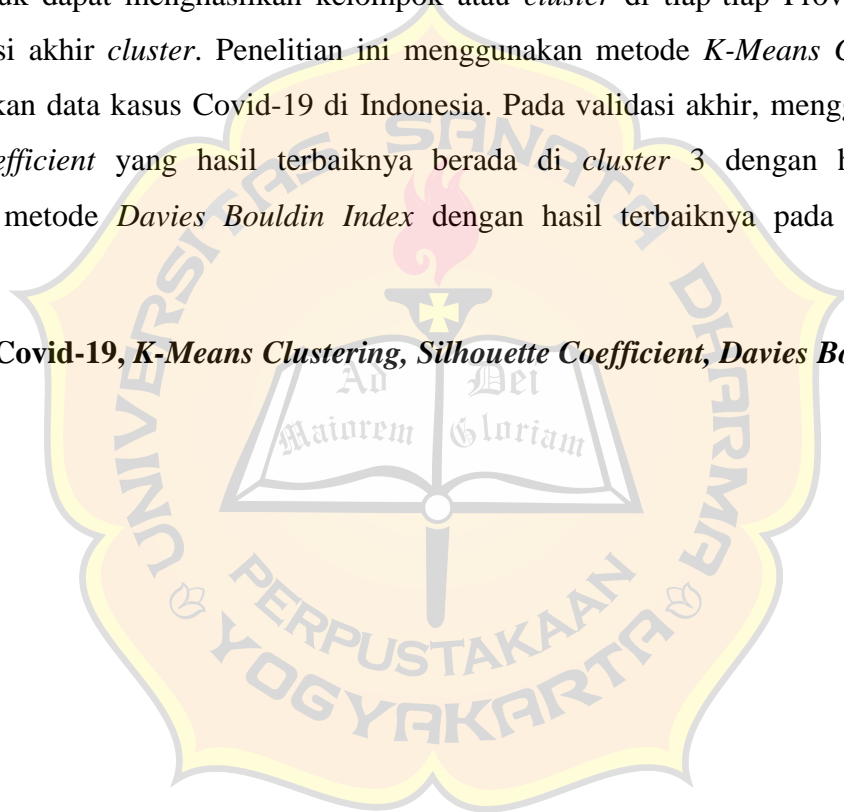 uk dapat menghasilkan kelompok atau cluster di tiap-tiap Prov
si akhir cluster. Penelitian ini menggunakan metode K-Means C
kan data kasus Covid-19 di Indonesia. Pada validasi akhir, mengg
efficient yang hasil terbaiknya berada di cluster 3 dengan h
metode Davies Bouldin Index dengan hasil terbaiknya pada
Covid-19, K-Means Clustering, Silhouette Coefficient, Davies Bo
UNIVERSITAS SANATA DHARMA
Ad Dei
Maiorem Gloriam
PERPUSTAKAAN
YOGYAKARTA